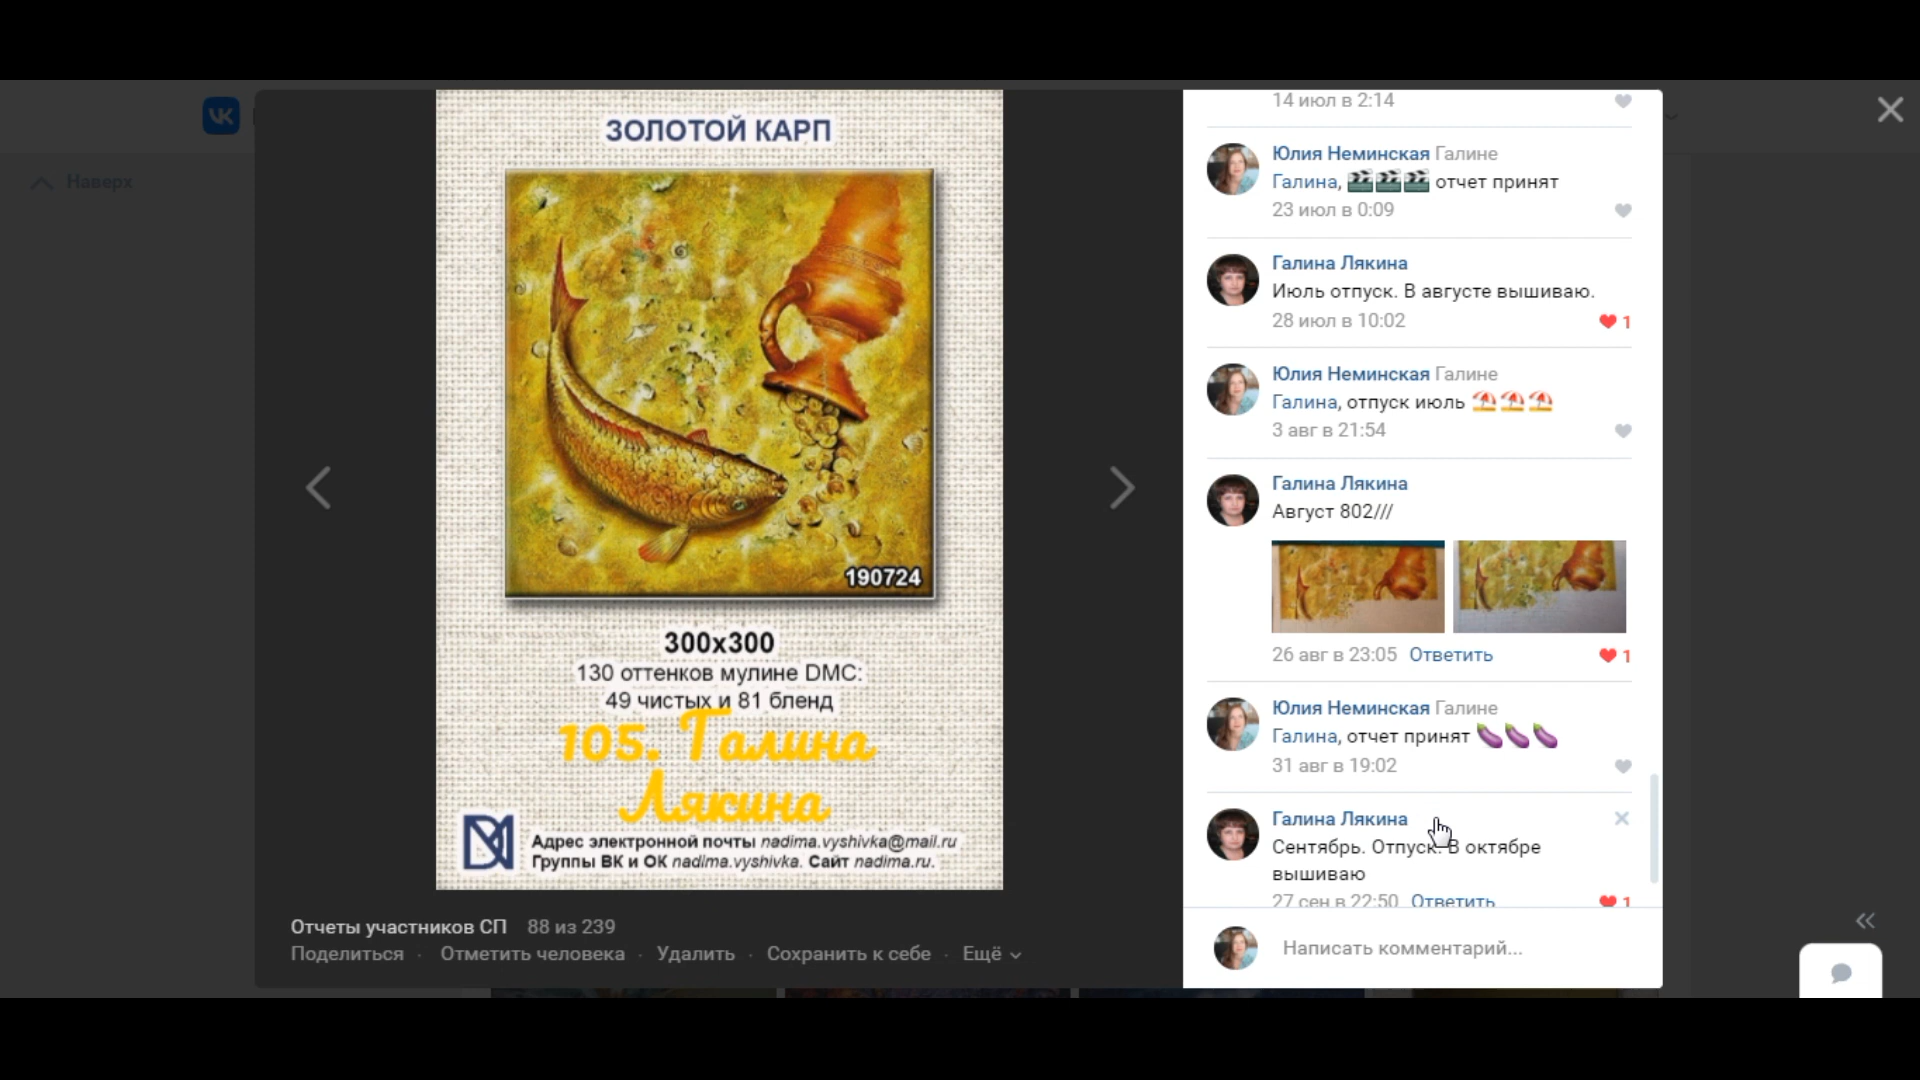 Наверх
ЗОЛОТОЙ КАРП
190724
300x300
130 оттенков мулине DMC:
49 чистых и 81 бленд
105. Галина
Лякина
Адрес электронной почты nadima.vyshivka@mail.ru
Группы ВК и ОК nadima.vyshivka. Сайт nadima.ru.
Отчеты участников СП 88 из 239
Поделиться · Отметить человека · Удалить · Сохранить к себе · Ещё
14 июл в 2:14
Юлия Неминская Галине
Галина, 🎬🎬🎬 отчет принят
23 июл в 0:09
Галина Лякина
Июль отпуск. В августе вышиваю.
28 июл в 10:02 1
Юлия Неминская Галине
Галина, отпуск июль ⛱⛱⛱
3 авг в 21:54
Галина Лякина
Август 802///
26 авг в 23:05 Ответить 1
Юлия Неминская Галине
Галина, отчет принят 🍆🍆🍆
31 авг в 19:02
Галина Лякина
Сентябрь. Отпуск. В октябре
вышиваю
27 сен в 22:50 Ответить 1
Написать комментарий...